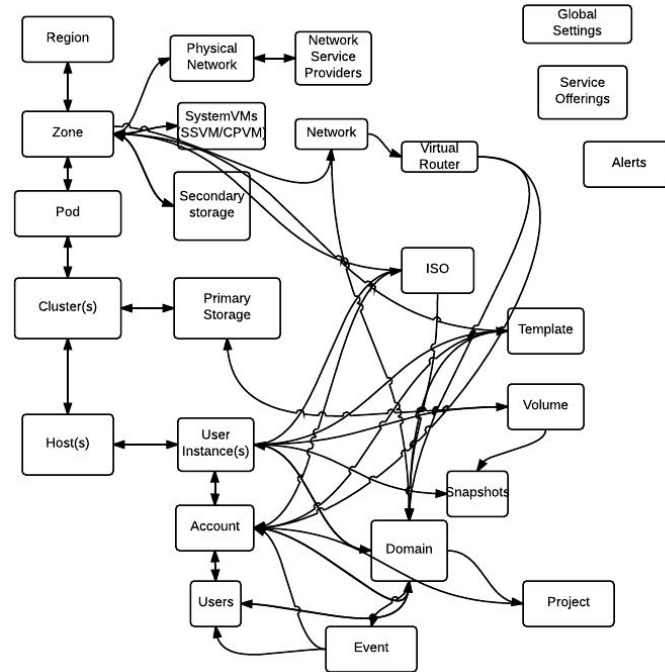 Region
Physical
Network
Network
Service
Providers
Global
Settings
Zone
SystemVMs
SSVM/CPVM)
Network
Virtual
Router
Service
Offerings
Alerts
Pod
Secondary
storage
ISO
Cluster(s)
Primary
Storage
Template
Host(s)
User
Instance(s)
Volume
Snapshots
Account
Domain
Users
Project
Event